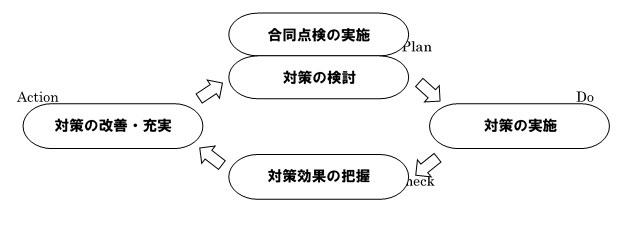 合同点検の実施
Plan
対策の検討
Action
Do
対策の改善・充実
対策の実施
対策効果の把握
heck